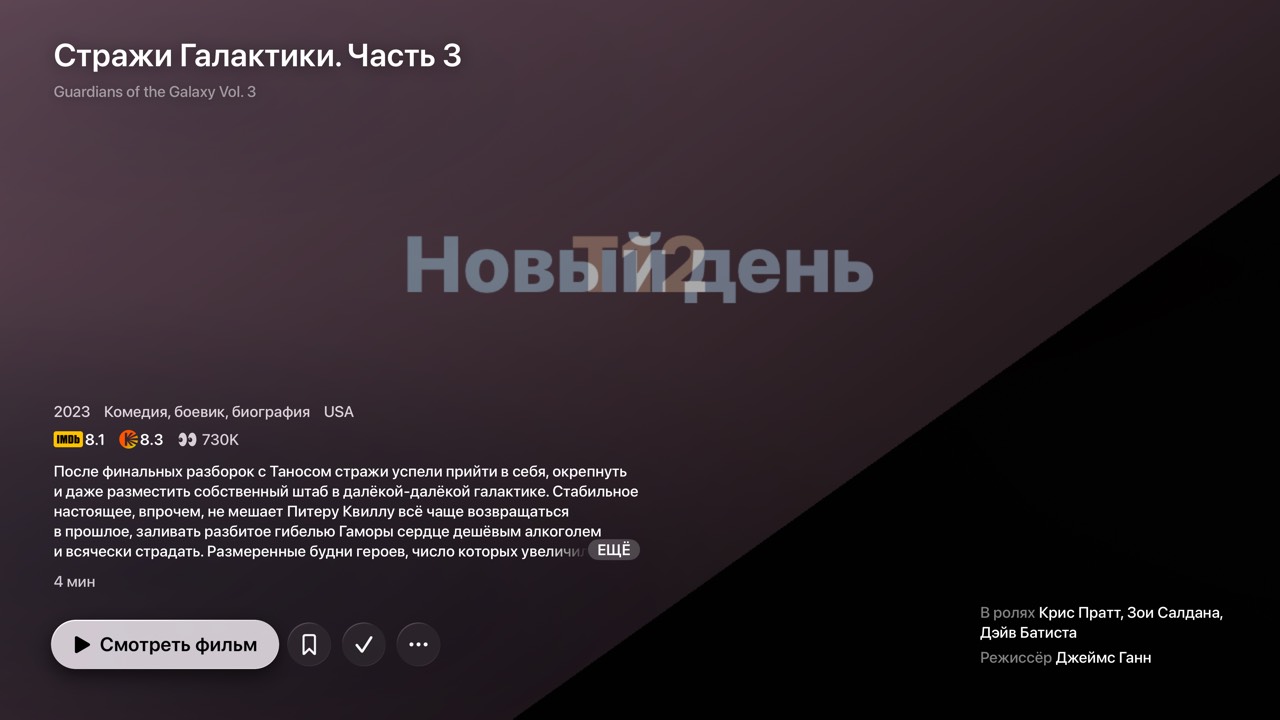 Стражи Галактики. Часть 3
Guardians of the Galaxy Vol. 3
Новый день
2023 Комедия, боевик, биография USA
IMDb 8.1 8.3 👀 730K
После финальных разборок с Таносом стражи успели прийти в себя, окрепнуть
и даже разместить собственный штаб в далёкой-далёкой галактике. Стабильное
настоящее, впрочем, не мешает Питеру Квиллу всё чаще возвращаться
в прошлое, заливать разбитое гибелью Гаморы сердце дешёвым алкоголем
и всячески страдать. Размеренные будни героев, число которых увеличил ЕЩЁ
4 мин
Смотреть фильм
В ролях Крис Пратт, Зои Салдана,
Дэйв Батиста
Режиссёр Джеймс Ганн